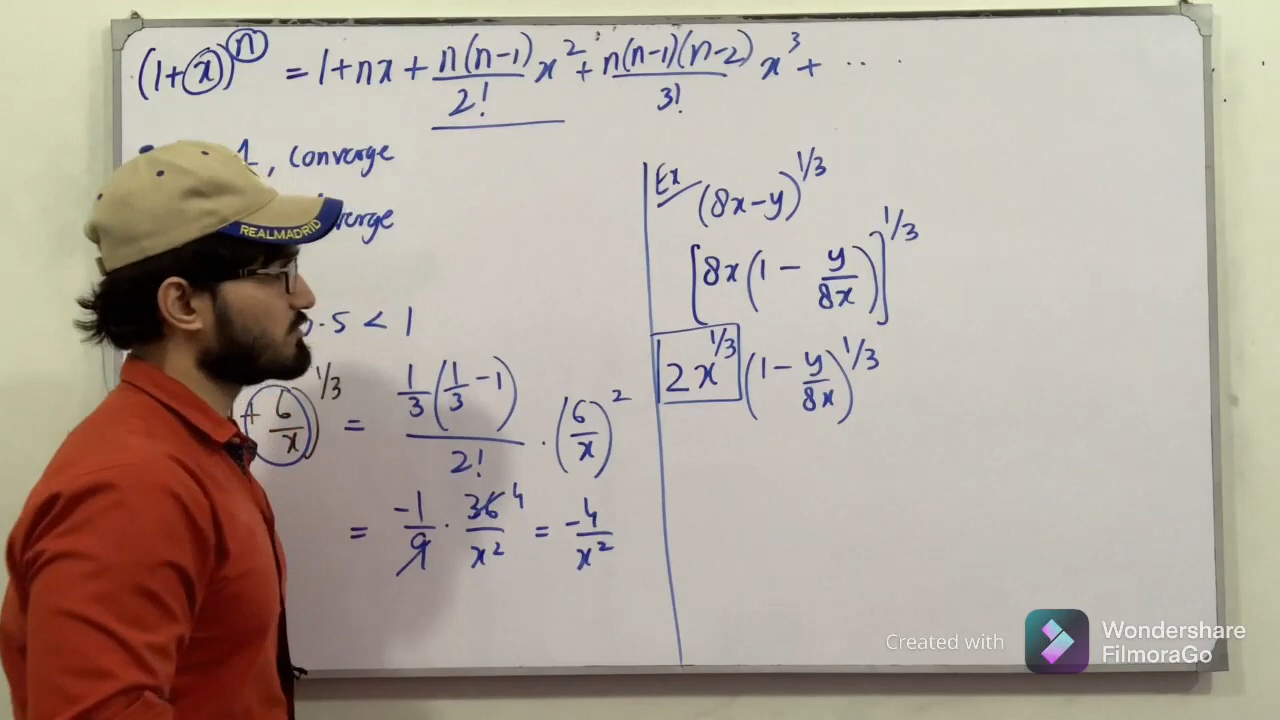 (1+x)^n = 1+nx+ n(n-1)/2! x^2 + n(n-1)(n-2)/3! x^3 + ...
1, converge
verge
.5 < 1
+ 6/x)^1/3 = 1/3(1/3 -1)/2! · (6/x)^2
= -1/9 · 36/x^2 4 = -4/x^2
REALMADRID
Ex (8x-y)^1/3
[8x(1 - y/8x)]^1/3
2x^1/3 (1 - y/8x)^1/3
Created with Wondershare FilmoraGo